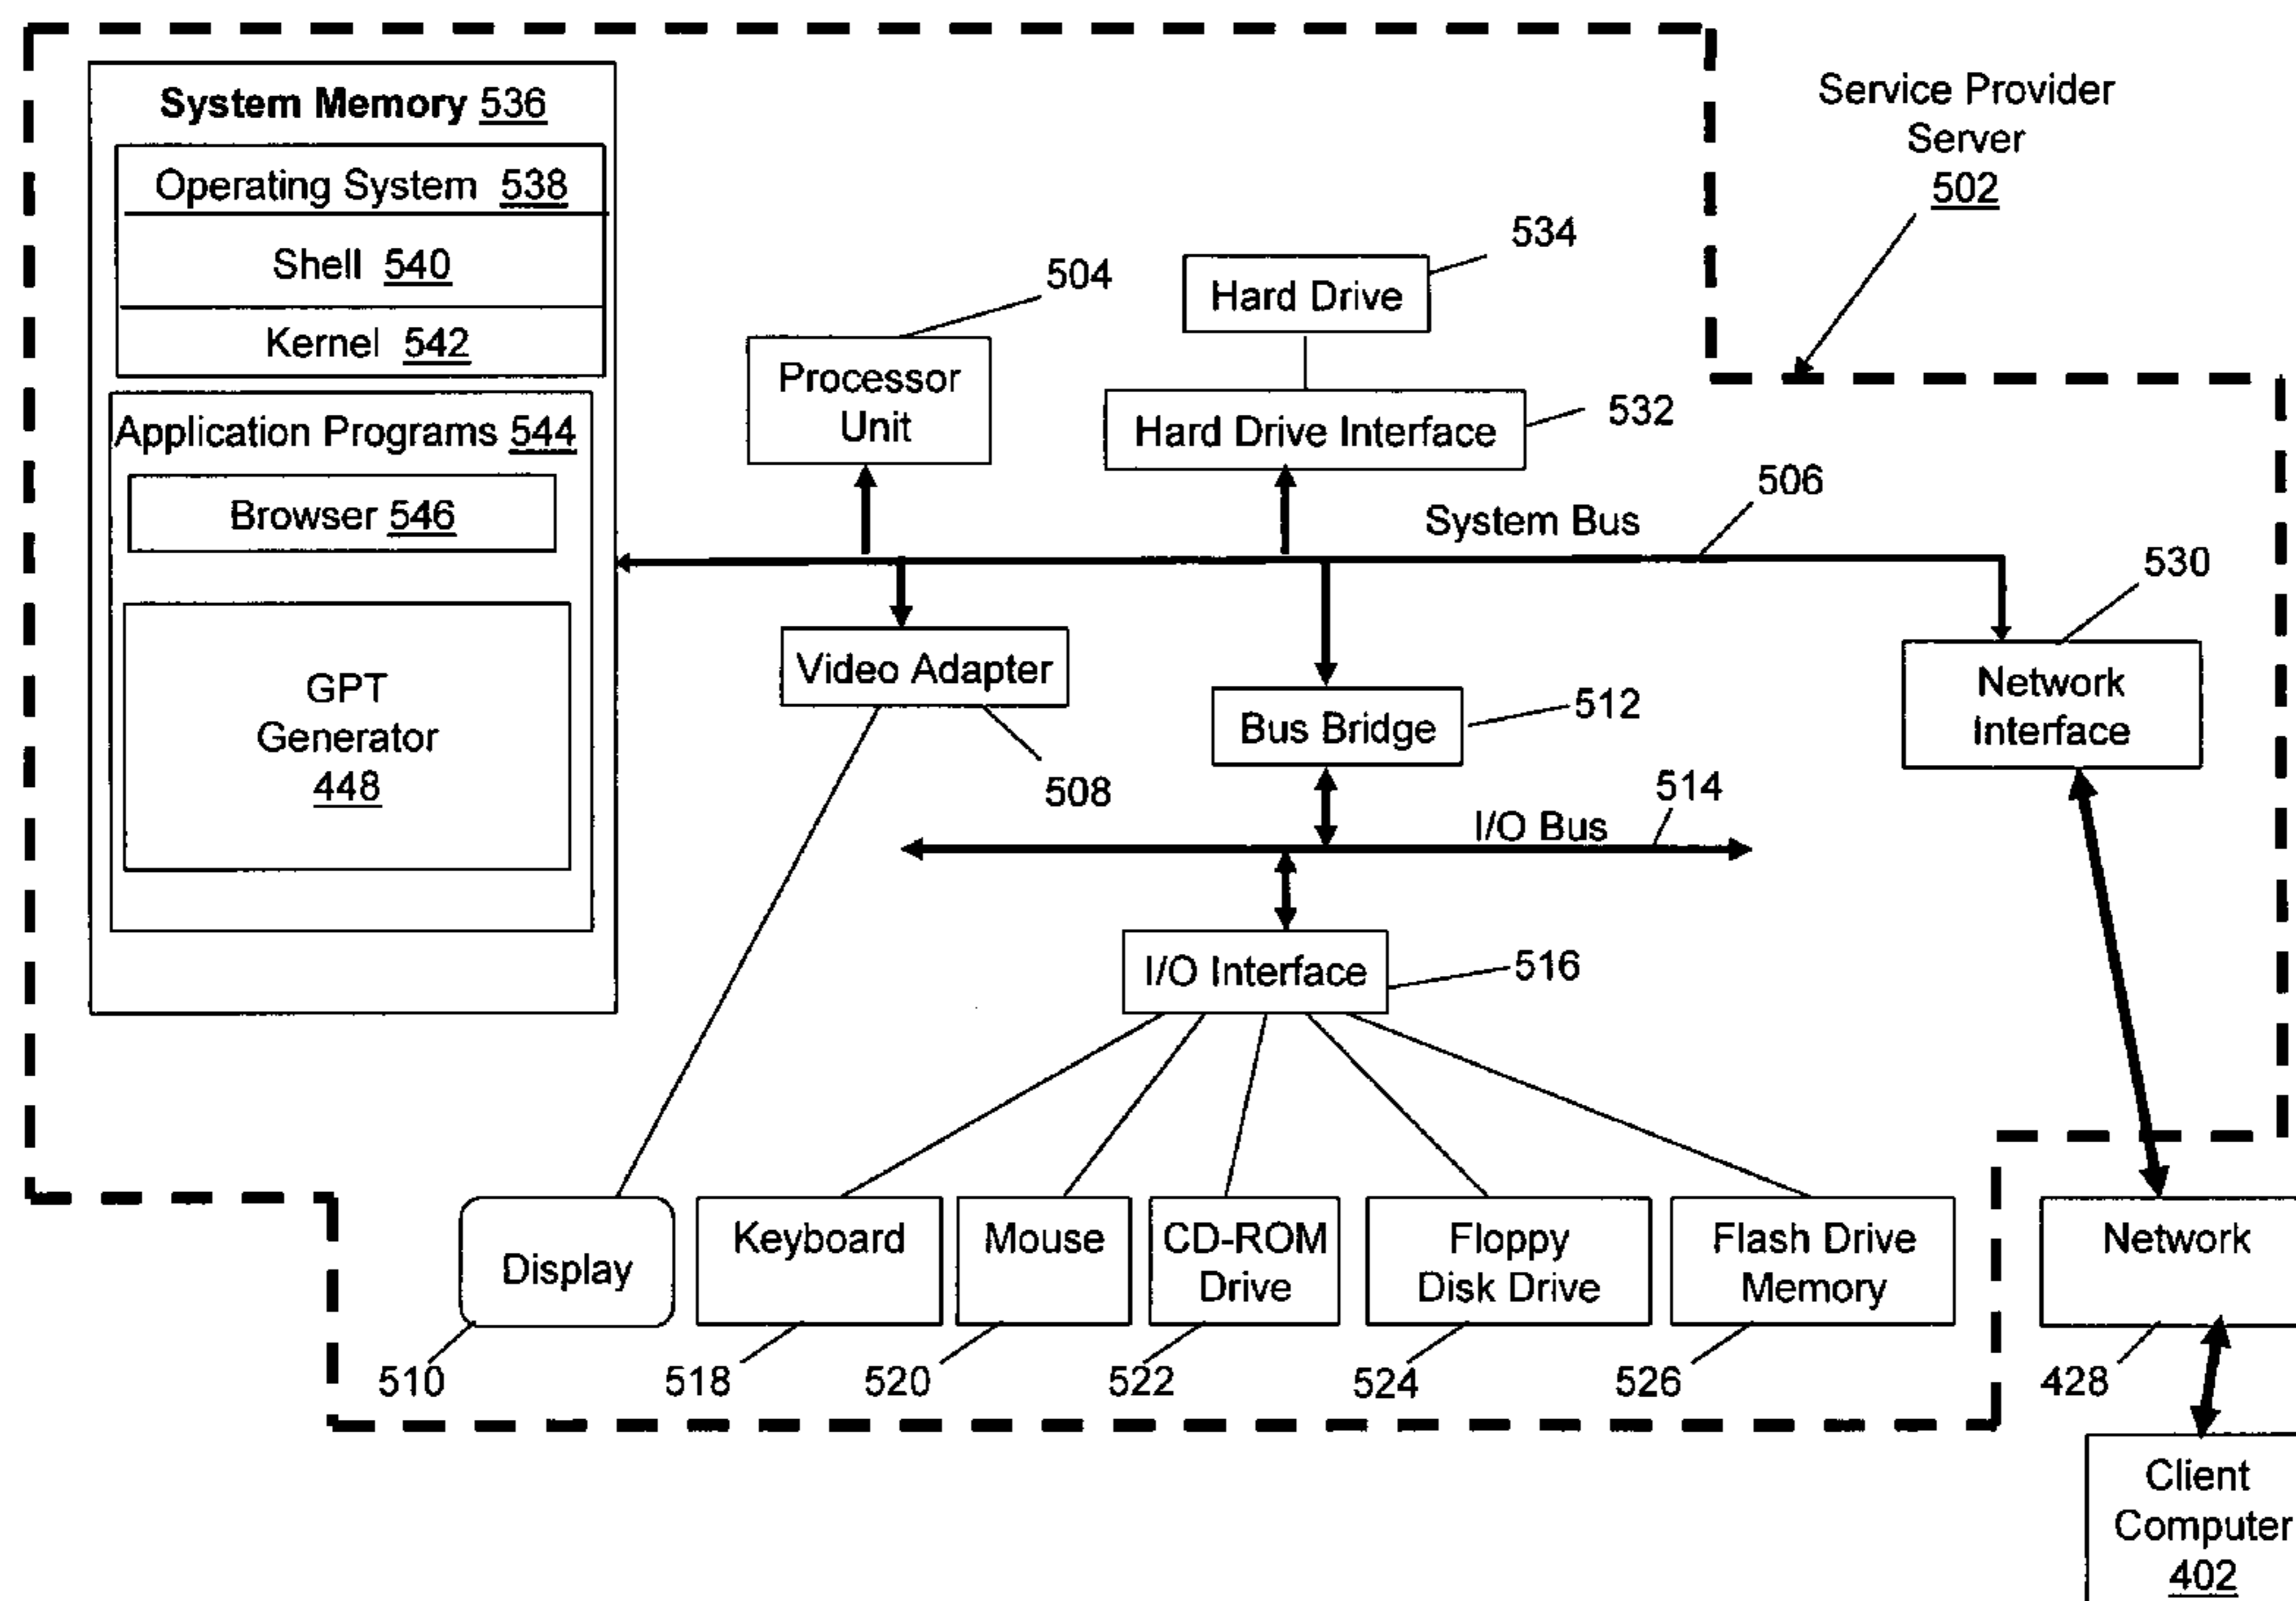 System Memory 536
Operating System 538
Shell 540
Kernel 542
Application Programs 544
Browser 546
GPT
Generator
448
Service Provider
Server
502
504
Processor
Unit
534
Hard Drive
532
Hard Drive Interface
506
System Bus
530
Network
Interface
Video Adapter
508
512
Bus Bridge
514
I/O Bus
I/O Interface
516
Display
510
Keyboard
518
Mouse
520
CD-ROM
Drive
522
Floppy
Disk Drive
524
Flash Drive
Memory
526
Network
428
Client
Computer
402